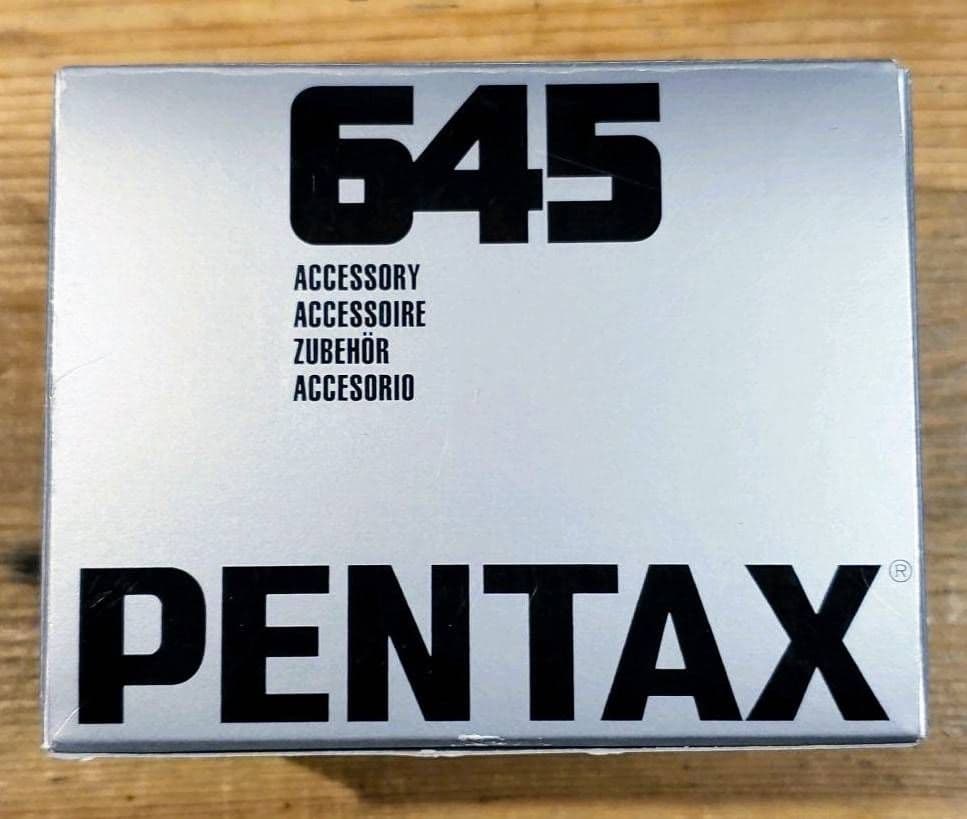 645
ACCESSORY
ACCESSOIRE
ZUBEHÖR
ACCESORIO
PENTAX®